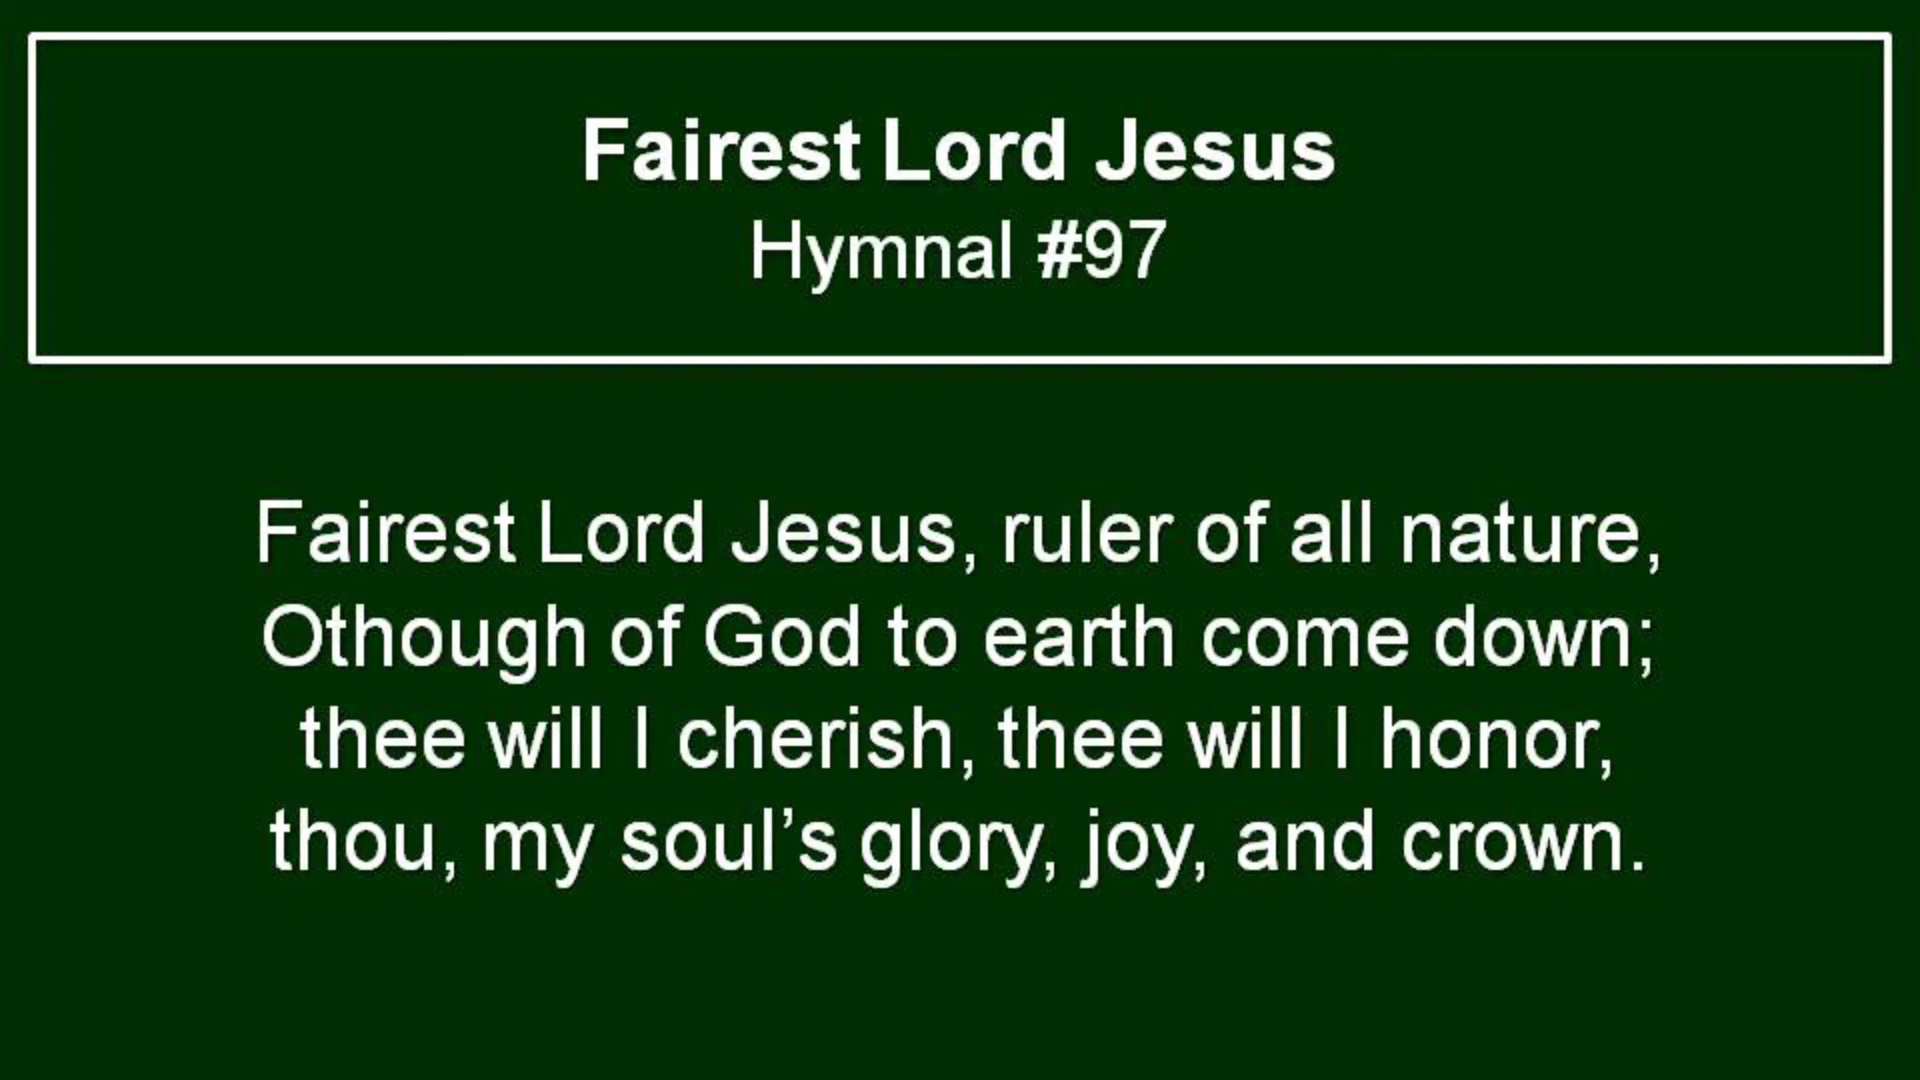 Fairest Lord Jesus
Hymnal #97
Fairest Lord Jesus, ruler of all nature,
Othough of God to earth come down;
thee will I cherish, thee will I honor,
thou, my soul’s glory, joy, and crown.